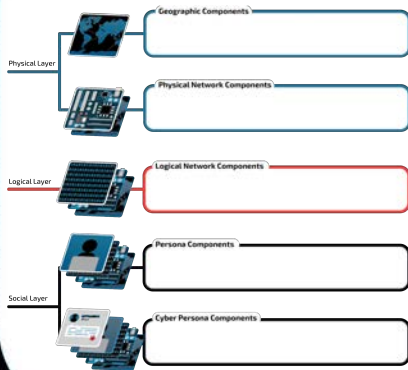 Geographic Components
Physical Layer
Physical Network Components
Logical Network Components
Logical Layer
Persona Components
Social Layer
Cyber Persona Components